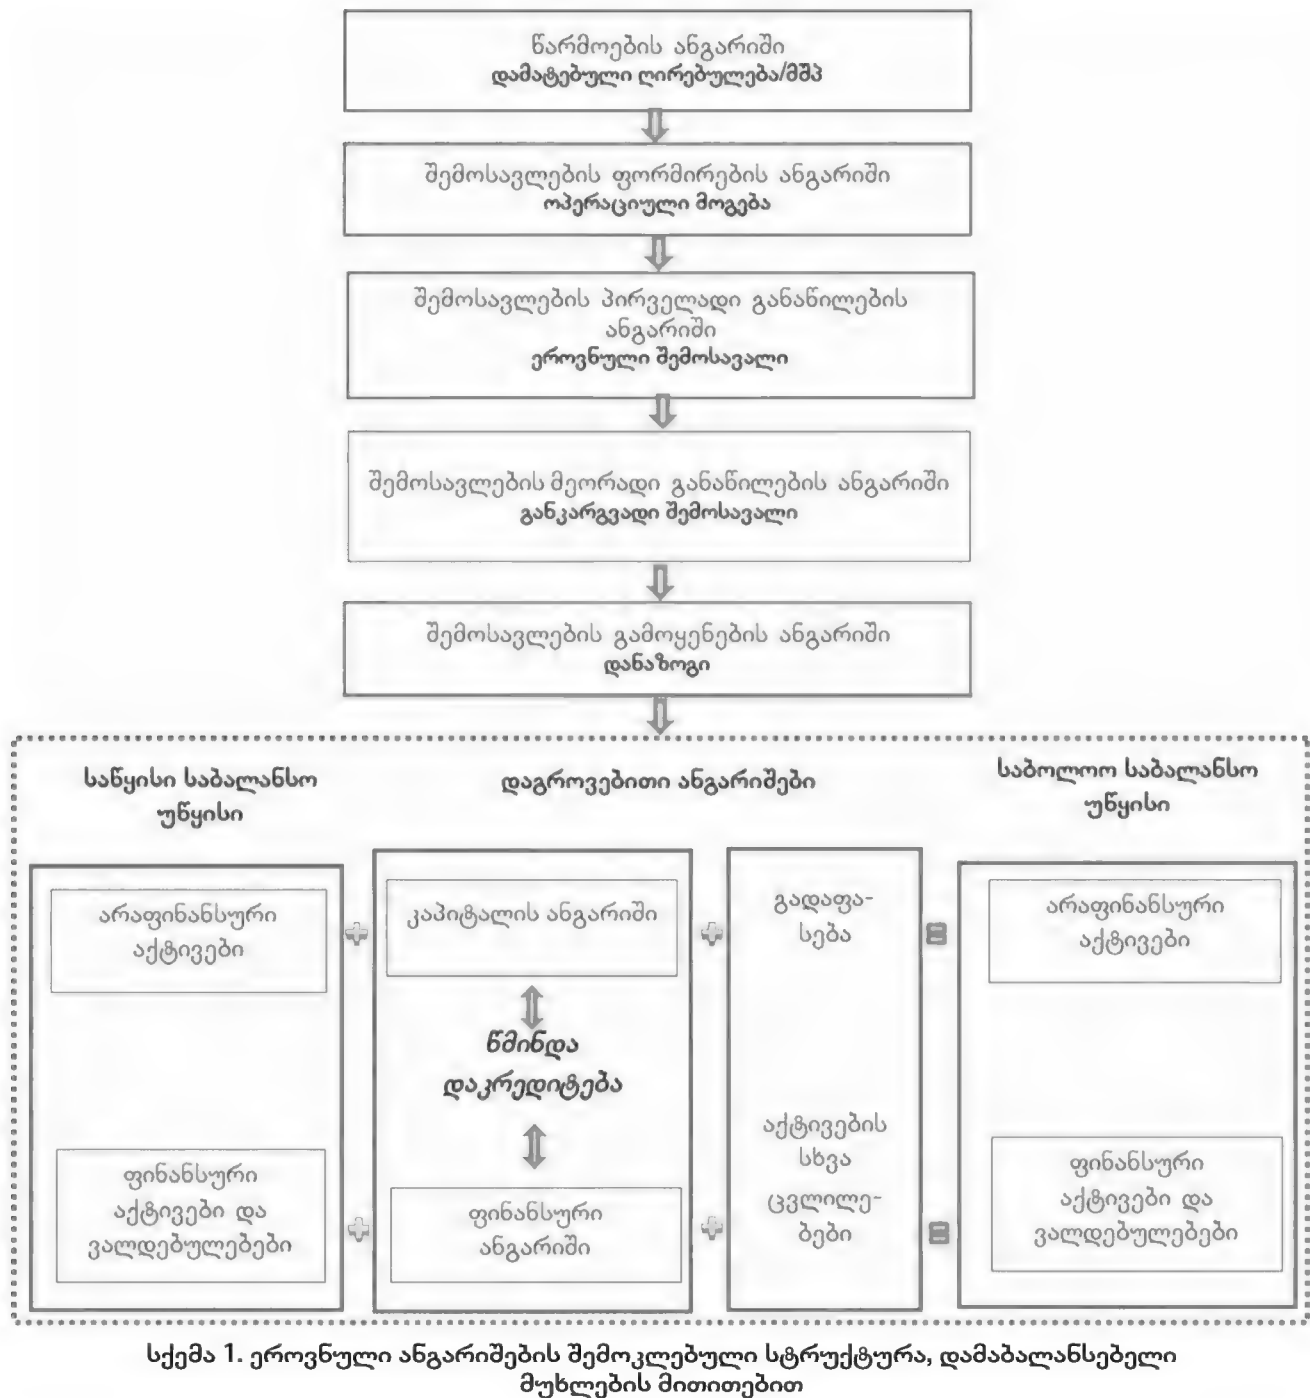 წარმოების ანგარიში
დამატებული ღირებულება/მშპ
შემოსავლების ფორმირების ანგარიში
ოპერაციული მოგება
შემოსავლების პირველადი განაწილების
ანგარიში
ეროვნული შემოსავალი
შემოსავლების მეორადი განაწილების ანგარიში
განკარგვადი შემოსავალი
შემოსავლების გამოყენების ანგარიში
დანაზოგი
საწყისი საბალანსო
უწყისი
არაფინანსური
აქტივები
ფინანსური
აქტივები და
ვალდებულებები
დაგროვებითი ანგარიშები
კაპიტალის ანგარიში
წმინდა
დაკრედიტება
ფინანსური
ანგარიში
გადაფა-
სება
აქტივების
სხვა
ცვლილე-
ბები
საბოლოო საბალანსო
უწყისი
არაფინანსური
აქტივები
ფინანსური
აქტივები და
ვალდებულებები
სქემა 1. ეროვნული ანგარიშების შემოკლებული სტრუქტურა, დამაბალანსებელი
მუხლების მითითებით